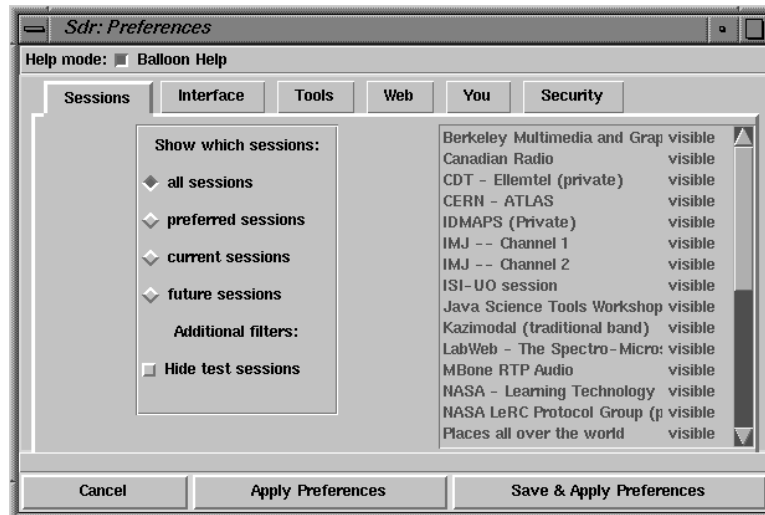 Sdr: Preferences
Help mode: Balloon Help
Sessions Interface Tools Web You Security
Show which sessions:
all sessions
preferred sessions
current sessions
future sessions
Additional filters:
Hide test sessions
Berkeley Multimedia and Grap visible
Canadian Radio visible
CDT - Ellemtel (private) visible
CERN - ATLAS visible
IDMAPS (Private) visible
IMJ -- Channel 1 visible
IMJ -- Channel 2 visible
ISI-UO session visible
Java Science Tools Workshop visible
Kazimodal (traditional band) visible
LabWeb - The Spectro-Micro: visible
MBone RTP Audio visible
NASA - Learning Technology visible
NASA LeRC Protocol Group (p visible
Places all over the world visible
Cancel Apply Preferences Save & Apply Preferences